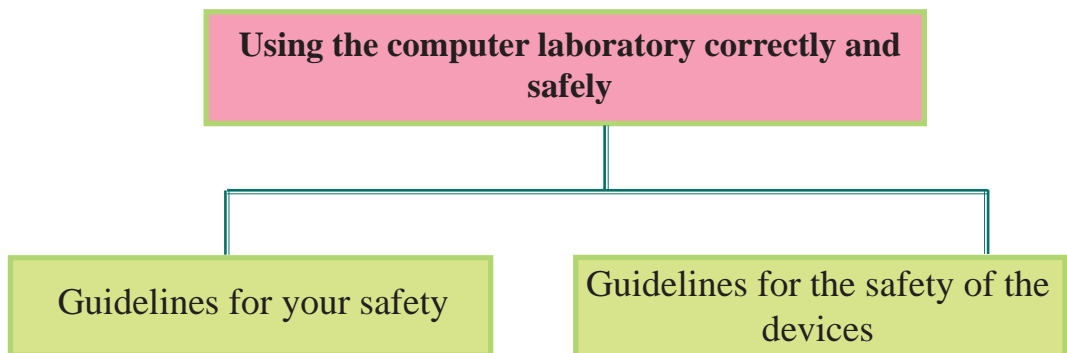 Using the computer laboratory correctly and
safely
Guidelines for your safety
Guidelines for the safety of the
devices